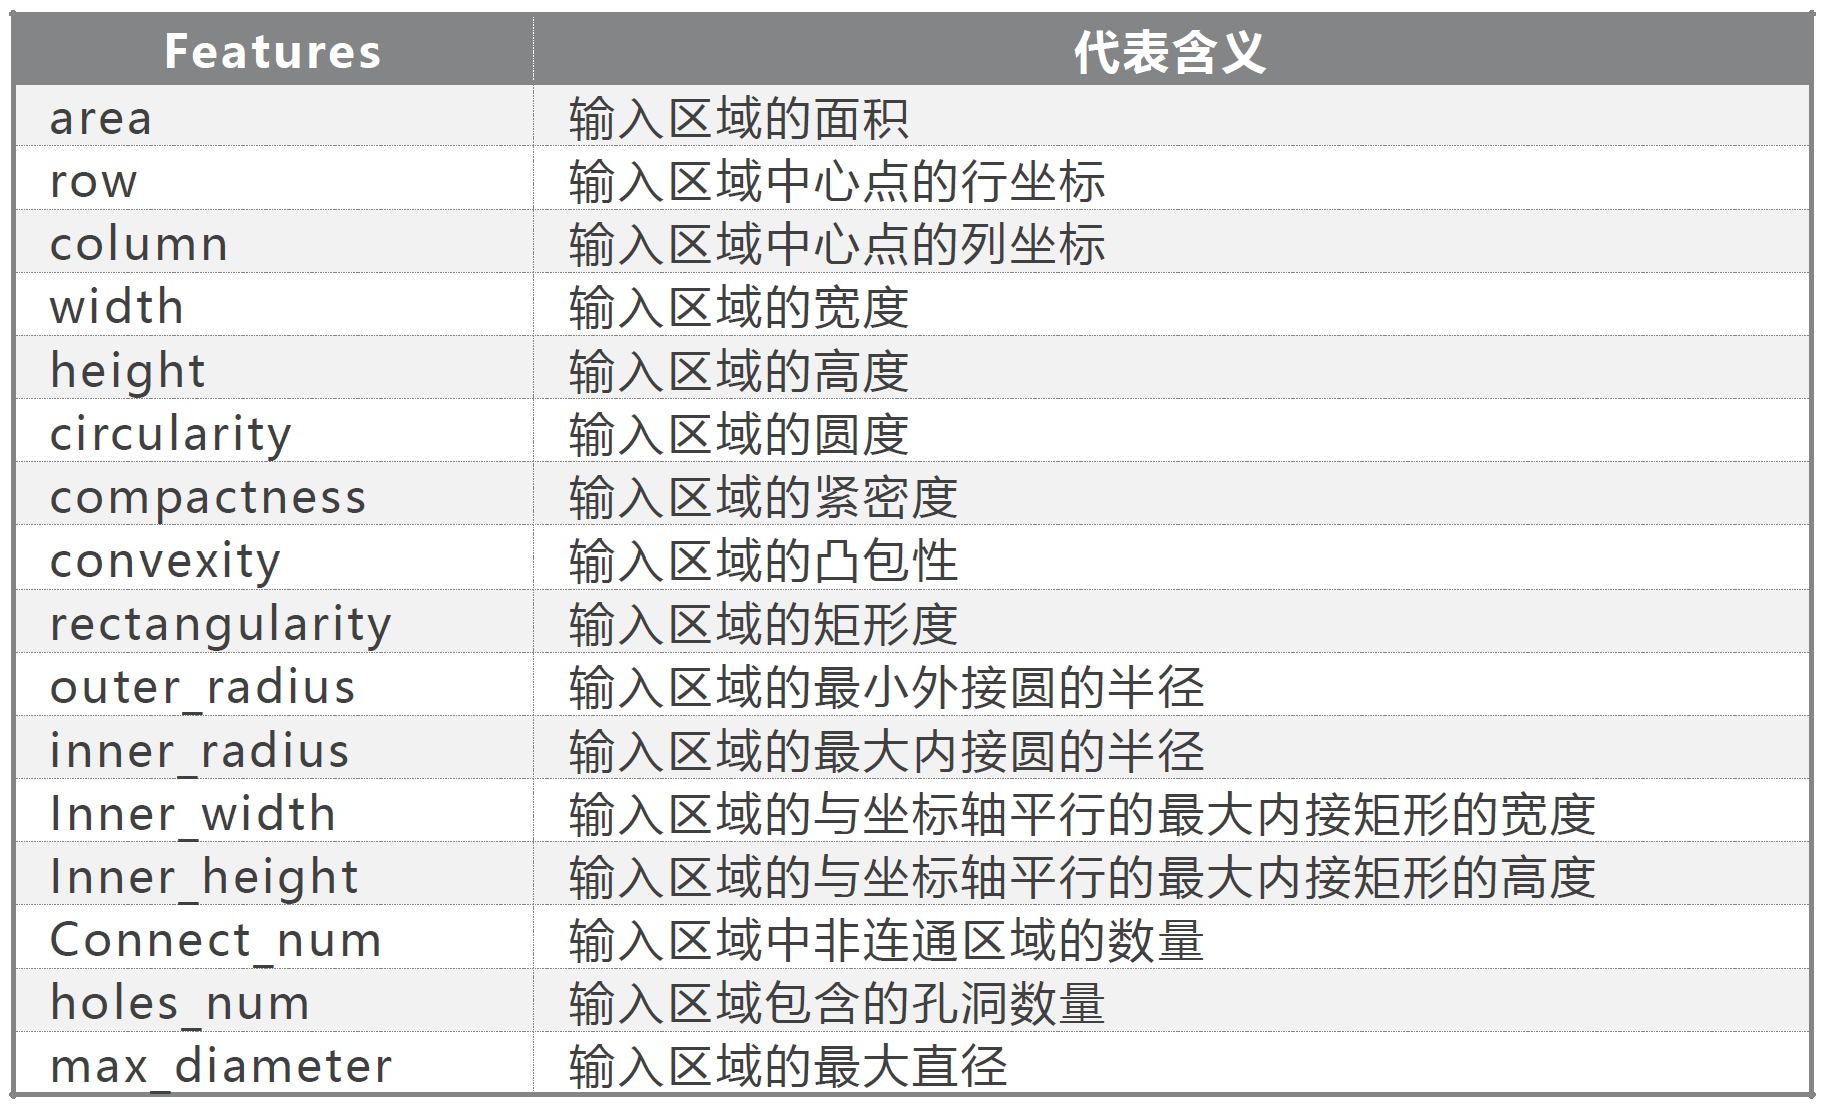 Features 代表含义
area 输入区域的面积
row 输入区域中心点的行坐标
column 输入区域中心点的列坐标
width 输入区域的宽度
height 输入区域的高度
circularity 输入区域的圆度
compactness 输入区域的紧密度
convexity 输入区域的凸包性
rectangularity 输入区域的矩形度
outer_radius 输入区域的最小外接圆的半径
inner_radius 输入区域的最大内接圆的半径
Inner_width 输入区域的与坐标轴平行的最大内接矩形的宽度
Inner_height 输入区域的与坐标轴平行的最大内接矩形的高度
Connect_num 输入区域中非连通区域的数量
holes_num 输入区域包含的孔洞数量
max_diameter 输入区域的最大直径